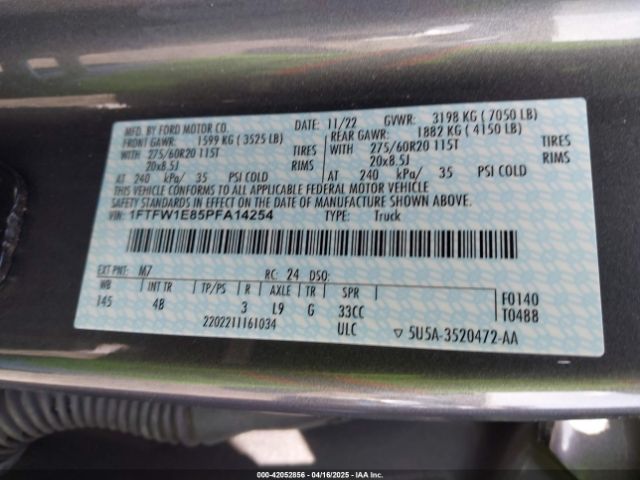 MFD. BY FORD MOTOR CO. 11/22 GVWR: 3198 KG ( 7050 LB)
FRONT GAWR: 1599 KG ( 3525 LB) REAR GAWR: 1882 KG ( 4150 LB)
WITH 275/60R20 115T TIRES WITH 275/60R20 115T TIRES
20x8.5J RIMS 20x8.5J RIMS
AT 240 kPa/ 35 PSI COLD AT 240 kPa/ 35 PSI COLD
THIS VEHICLE CONFORMS TO ALL APPLICABLE FEDERAL MOTOR VEHICLE
SAFETY STANDARDS IN EFFECT ON THE DATE OF MANUFACTURE SHOWN ABOVE.
VIN: 1FTFW1E85PFA14254 TYPE: Truck
EXT PNT: M7 RC: 24 DSO:
WB INT TR TP/PS R AXLE TR SPR F0140
145 4B 3 L9 G 33CC T0488
2202211161034 ULC ▽ 5U5A-3520472-AA
000-42052856 - 04/16/2025 - IAA Inc.